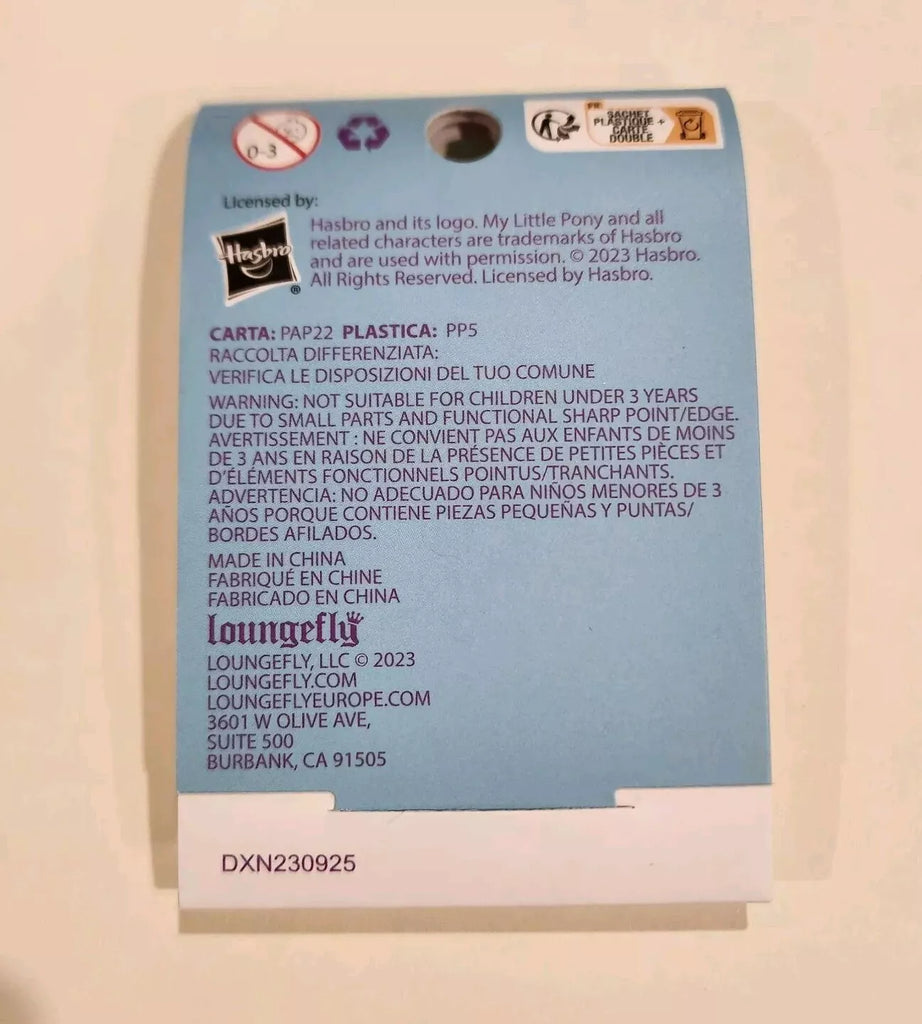 0-3
FR
SACHET
PLASTIQUE +
CARTE
DOUBLE
Licensed by:
Hasbro
®
Hasbro and its logo. My Little Pony and all
related characters are trademarks of Hasbro
and are used with permission. © 2023 Hasbro.
All Rights Reserved. Licensed by Hasbro.
CARTA: PAP22 PLASTICA: PP5
RACCOLTA DIFFERENZIATA:
VERIFICA LE DISPOSIZIONI DEL TUO COMUNE
WARNING: NOT SUITABLE FOR CHILDREN UNDER 3 YEARS
DUE TO SMALL PARTS AND FUNCTIONAL SHARP POINT/EDGE.
AVERTISSEMENT : NE CONVIENT PAS AUX ENFANTS DE MOINS
DE 3 ANS EN RAISON DE LA PRÉSENCE DE PETITES PIÈCES ET
D'ÉLÉMENTS FONCTIONNELS POINTUS/TRANCHANTS.
ADVERTENCIA: NO ADECUADO PARA NIÑOS MENORES DE 3
AÑOS PORQUE CONTIENE PIEZAS PEQUEÑAS Y PUNTAS/
BORDES AFILADOS.
MADE IN CHINA
FABRIQUÉ EN CHINE
FABRICADO EN CHINA
loungefly
LOUNGEFLY, LLC © 2023
LOUNGEFLY.COM
LOUNGEFLYEUROPE.COM
3601 W OLIVE AVE,
SUITE 500
BURBANK, CA 91505
DXN230925